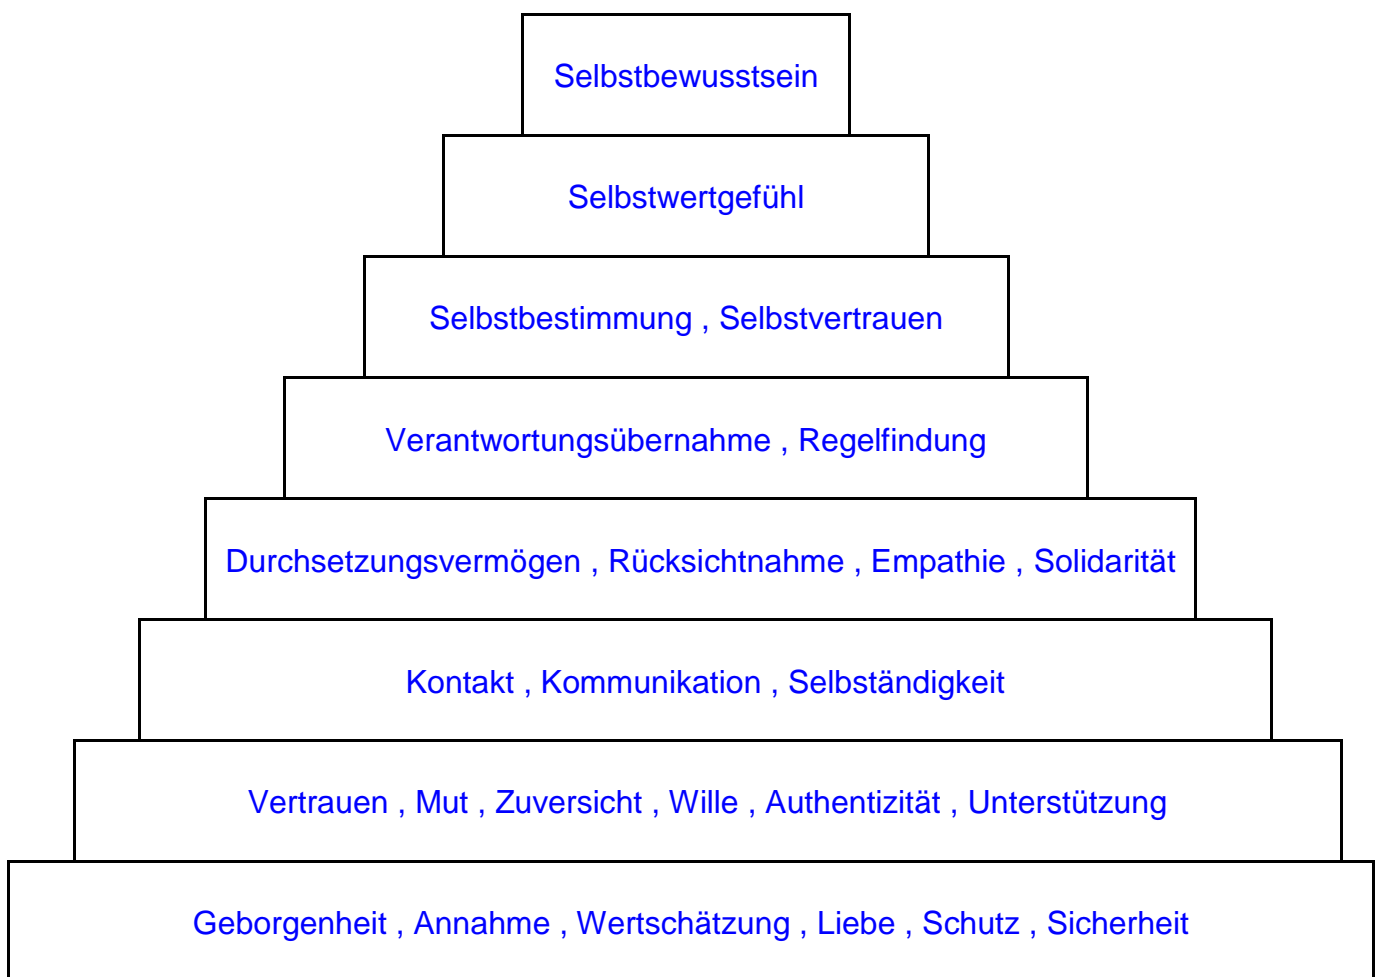 Selbstbewusstsein
Selbstwertgefühl
Selbstbestimmung , Selbstvertrauen
Verantwortungsübernahme , Regelfindung
Durchsetzungsvermögen , Rücksichtnahme , Empathie , Solidarität
Kontakt , Kommunikation , Selbständigkeit
Vertrauen , Mut , Zuversicht , Wille , Authentizität , Unterstützung
Geborgenheit , Annahme , Wertschätzung , Liebe , Schutz , Sicherheit